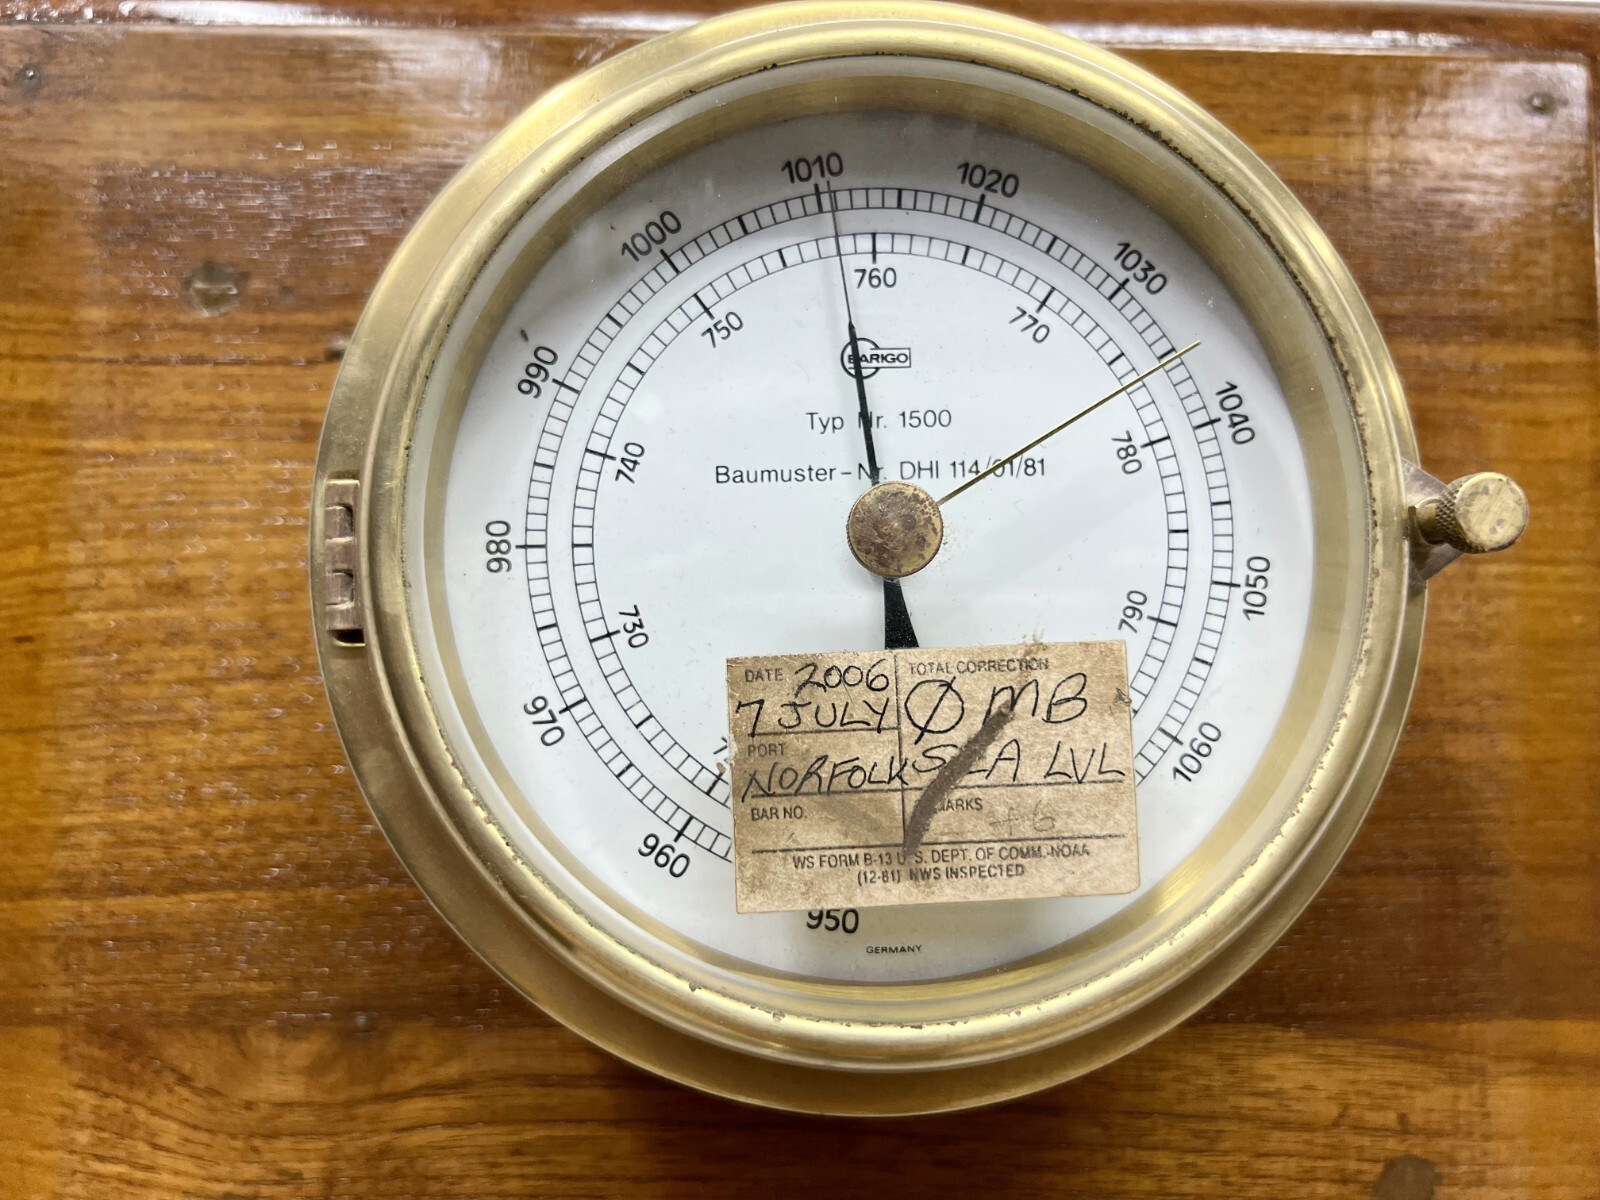 1010
1020
1000
1030
990
1040
980
1050
970
1060
960
950
760
750
770
740
780
730
790
BARIGO
Typ Nr. 1500
Baumuster-Nr. DHI 114/01/81
DATE 2006
7 JULY
TOTAL CORRECTION
Ø MB
PORT
NORFOLK
SEA LVL
BAR NO.
+6
WS FORM B-13 U.S. DEPT. OF COMM.-NOAA
(12-81) NWS INSPECTED
GERMANY